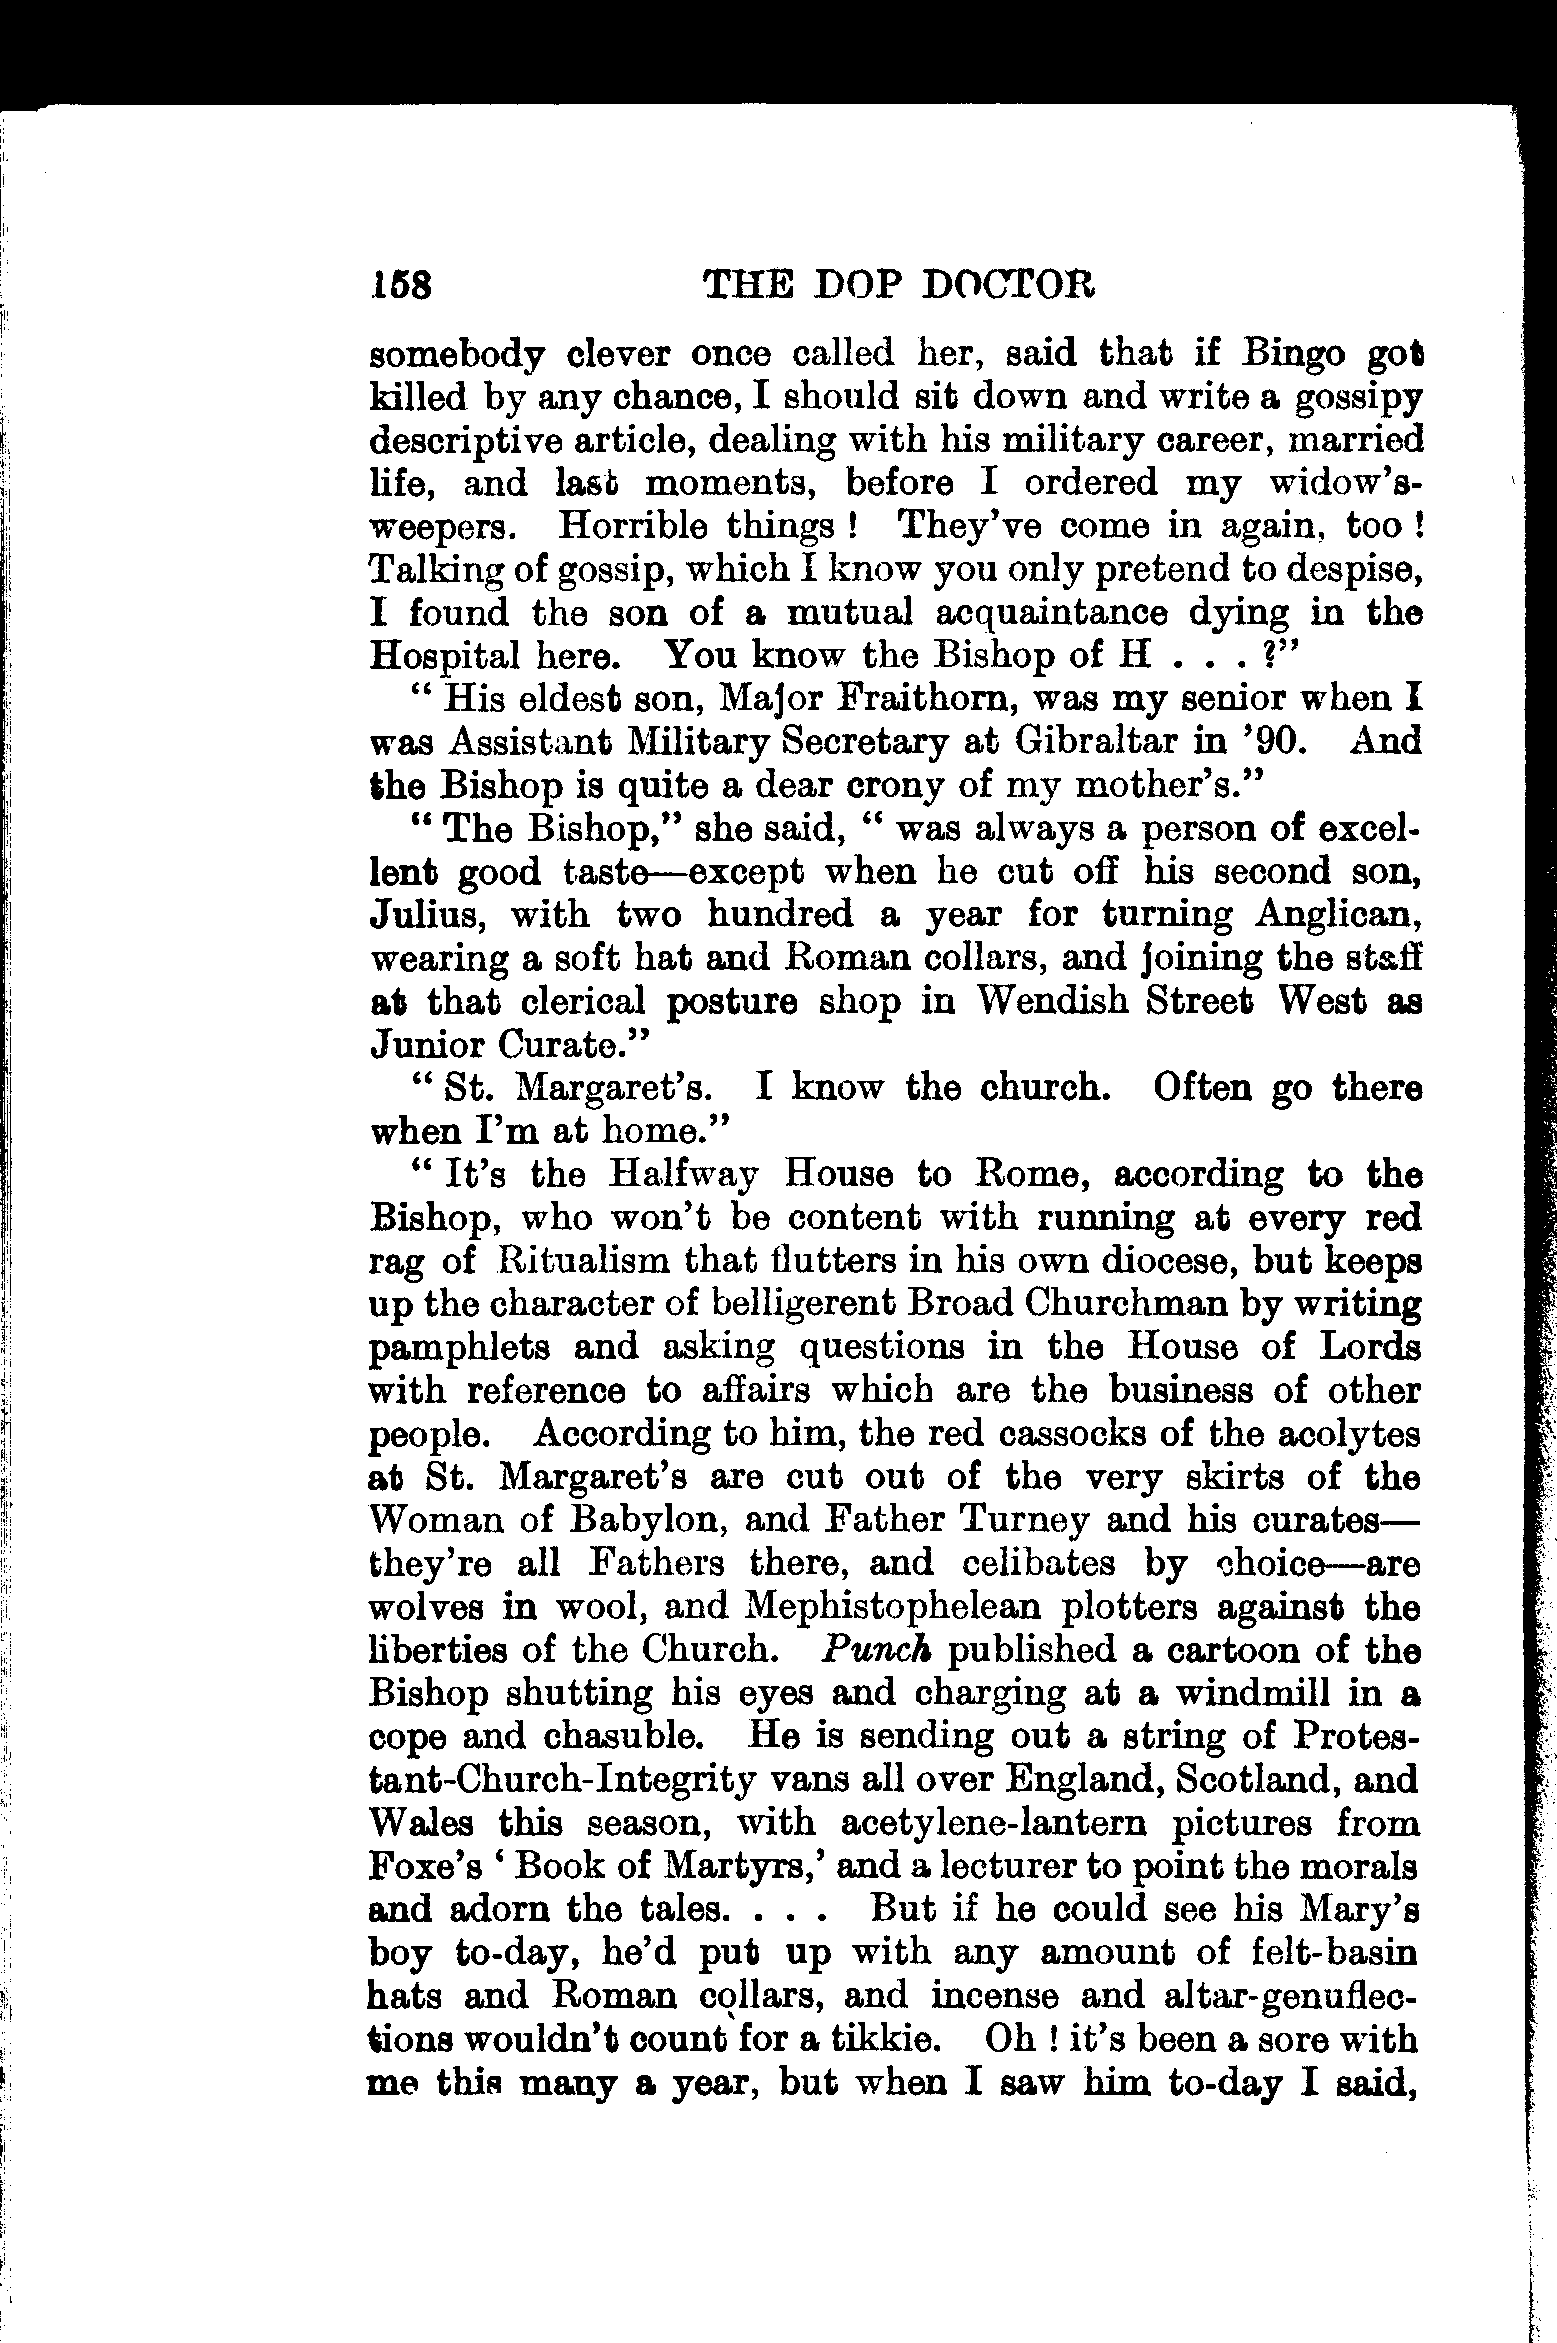 158 THE DOP DOCTOR
somebody clever once called her, said that if Bingo got
killed by any chance, I should sit down and write a gossipy
descriptive article, dealing with his military career, married
life, and last moments, before I ordered my widow's-
weepers. Horrible things ! They've come in again, too !
Talking of gossip, which I know you only pretend to despise,
I found the son of a mutual acquaintance dying in the
Hospital here. You know the Bishop of H . . . ?"
" His eldest son, Major Fraithorn, was my senior when I
was Assistant Military Secretary at Gibraltar in '90. And
the Bishop is quite a dear crony of my mother's."
" The Bishop," she said, " was always a person of excel-
lent good taste—except when he cut off his second son,
Julius, with two hundred a year for turning Anglican,
wearing a soft hat and Roman collars, and joining the staff
at that clerical posture shop in Wendish Street West as
Junior Curate."
" St. Margaret's. I know the church. Often go there
when I'm at home."
" It's the Halfway House to Rome, according to the
Bishop, who won't be content with running at every red
rag of Ritualism that flutters in his own diocese, but keeps
up the character of belligerent Broad Churchman by writing
pamphlets and asking questions in the House of Lords
with reference to affairs which are the business of other
people. According to him, the red cassocks of the acolytes
at St. Margaret's are cut out of the very skirts of the
Woman of Babylon, and Father Turney and his curates—
they're all Fathers there, and celibates by choice—are
wolves in wool, and Mephistophelean plotters against the
liberties of the Church. Punch published a cartoon of the
Bishop shutting his eyes and charging at a windmill in a
cope and chasuble. He is sending out a string of Protes-
tant-Church-Integrity vans all over England, Scotland, and
Wales this season, with acetylene-lantern pictures from
Foxe's ' Book of Martyrs,' and a lecturer to point the morals
and adorn the tales. . . . But if he could see his Mary's
boy to-day, he'd put up with any amount of felt-basin
hats and Roman collars, and incense and altar-genuflec-
tions wouldn't count for a tikkie. Oh ! it's been a sore with
me this many a year, but when I saw him to-day I said,